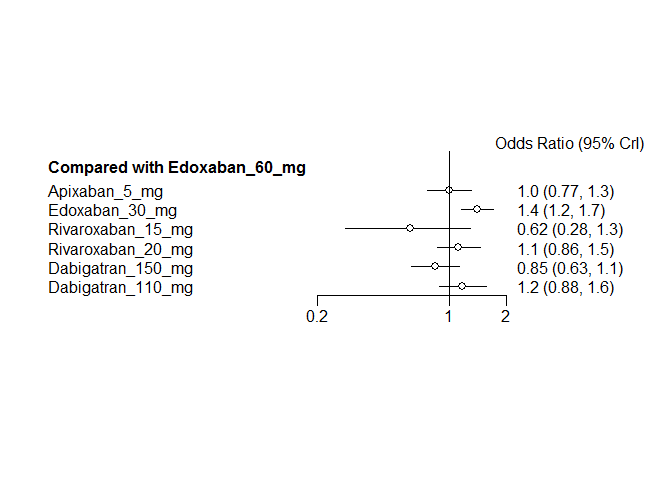 Odds Ratio (95% Crl)
Compared with Edoxaban_60_mg
Apixaban_5_mg 1.0 (0.77, 1.3)
Edoxaban_30_mg 1.4 (1.2, 1.7)
Rivaroxaban_15_mg 0.62 (0.28, 1.3)
Rivaroxaban_20_mg 1.1 (0.86, 1.5)
Dabigatran_150_mg 0.85 (0.63, 1.1)
Dabigatran_110_mg 1.2 (0.88, 1.6)
0.2 1 2